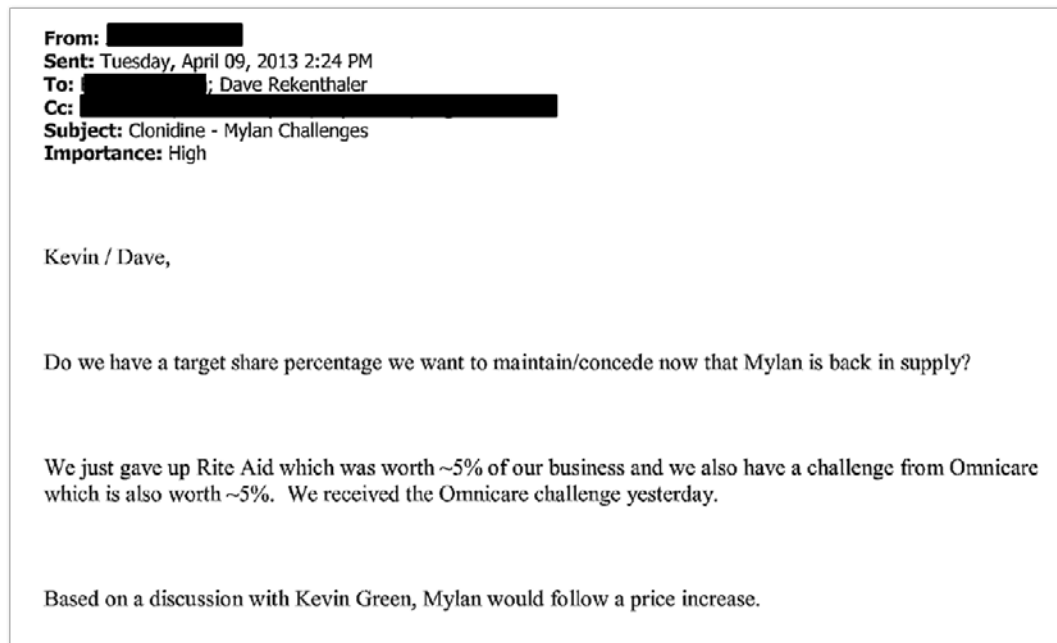 From:
Sent: Tuesday, April 09, 2013 2:24 PM
To: ; Dave Rekenthaler
Cc:
Subject: Clonidine - Mylan Challenges
Importance: High
Kevin / Dave,
Do we have a target share percentage we want to maintain/concede now that Mylan is back in supply?
We just gave up Rite Aid which was worth ~5% of our business and we also have a challenge from Omnicare
which is also worth ~5%. We received the Omnicare challenge yesterday.
Based on a discussion with Kevin Green, Mylan would follow a price increase.